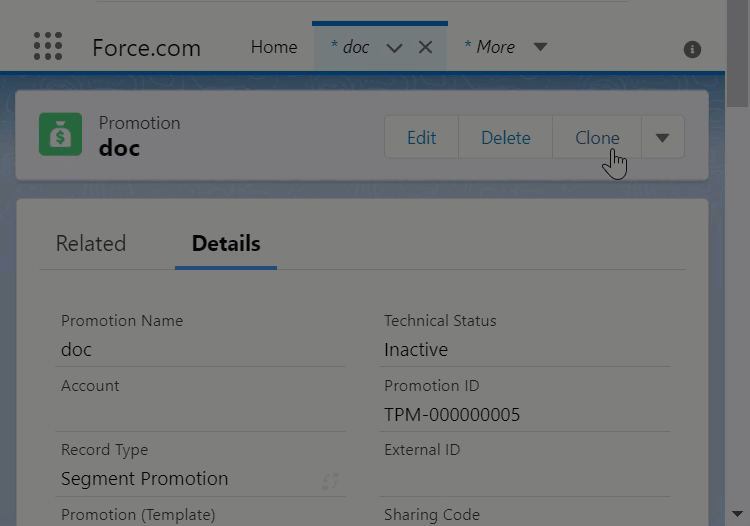 Force.com Home * doc * More
Promotion
doc
Edit Delete Clone
Related Details
Promotion Name Technical Status
doc Inactive
Account Promotion ID
TPM-000000005
Record Type External ID
Segment Promotion
Promotion (Template) Sharing Code